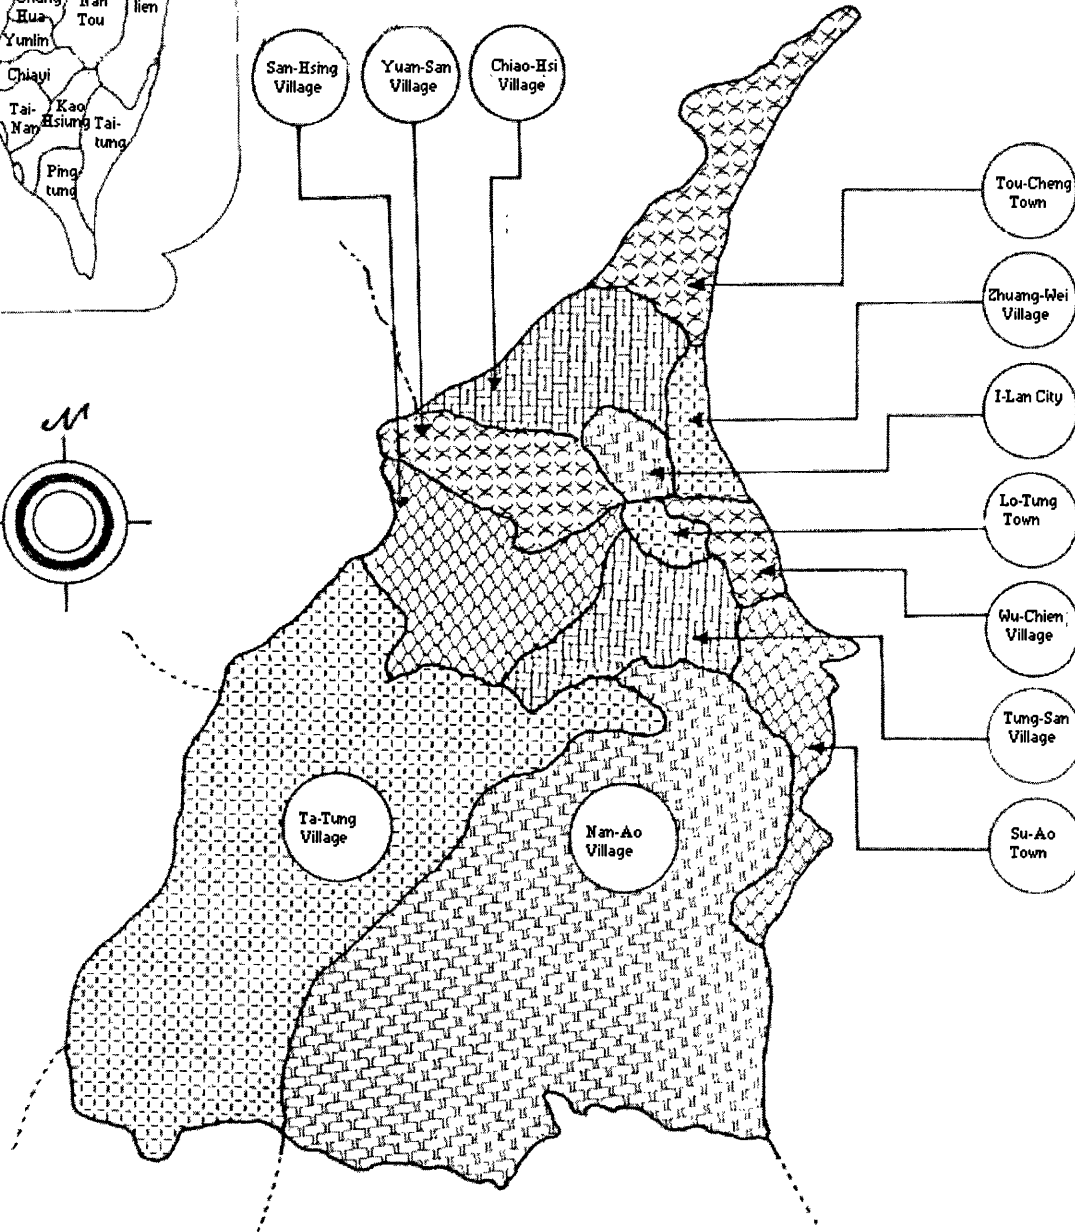 Hua
Nan
Tou
lien
Yunlin
Chiayi
Tai-
Nan
Kao
Hsiung
Tai-
tung
Ping
tung
San-Hsing
Village
Yuan-San
Village
Chiao-Hsi
Village
Tou-Cheng
Town
Zhuang-Wei
Village
I-Lan City
N
Lo-Tung
Town
Wu-Chien
Village
Tung-San
Village
Ta-Tung
Village
Nan-Ao
Village
Su-Ao
Town